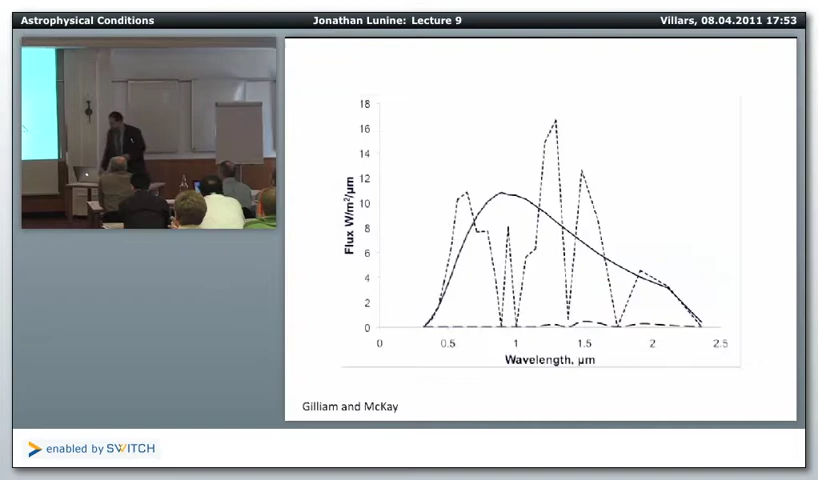 Astrophysical Conditions
Jonathan Lunine: Lecture 9
Villars, 08.04.2011 17:53
18
16
14
12
10
8
6
4
2
0
Flux W/m²/μm
0 0.5 1 1.5 2 2.5
Wavelength, μm
Gilliam and McKay
enabled by SWITCH